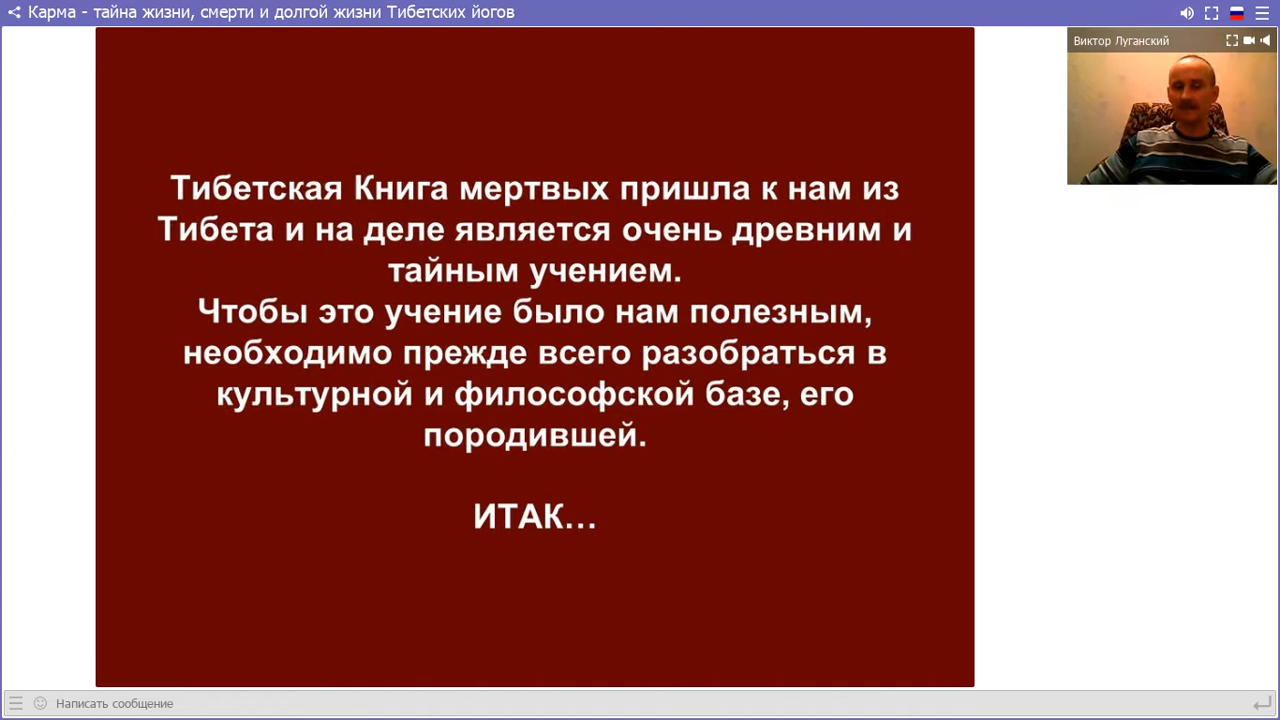 Карма - тайна жизни, смерти и долгой жизни Тибетских йогов
Виктор Луганский
Тибетская Книга мертвых пришла к нам из
Тибета и на деле является очень древним и
тайным учением.
Чтобы это учение было нам полезным,
необходимо прежде всего разобраться в
культурной и философской базе, его
породившей.
ИТАК...
Написать сообщение